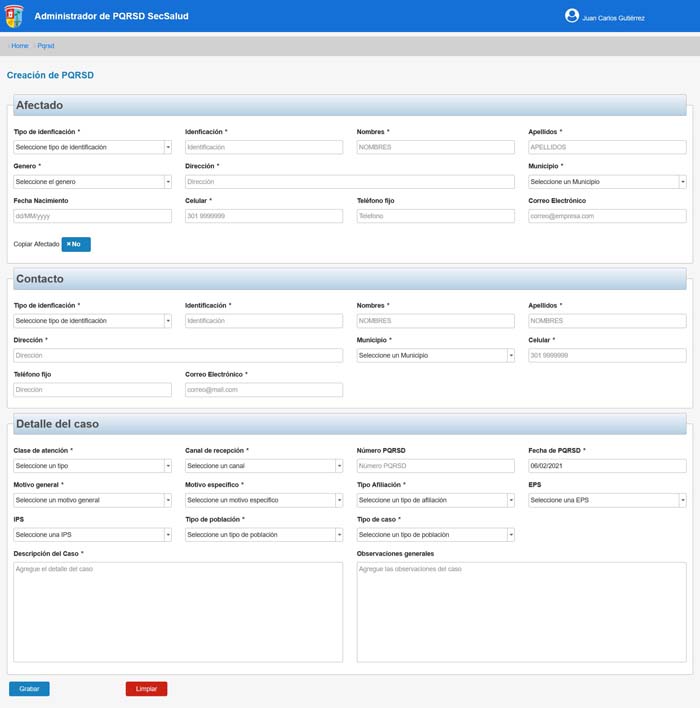 Administrador de PQRSD SecSalud
Juan Carlos Gutiérrez
Home Pqrsd
Creación de PQRSD
Afectado
Tipo de idenficación * Idenficación * Nombres * Apellidos *
Seleccione tipo de identificación Identificación NOMBRES APELLIDOS
Genero * Dirección * Municipio *
Seleccione el genero Dirección Seleccione un Municipio
Fecha Nacimiento Celular * Teléfono fijo Correo Electrónico
dd/MM/yyyy 301 9999999 Telefono correo@empresa.com
Copiar Afectado × No
Contacto
Tipo de idenficación * Identificación * Nombres * Apellidos *
Seleccione tipo de identificación Identificación NOMBRES NOMBRES
Dirección * Municipio * Celular *
Dirección Seleccione un Municipio 301 9999999
Teléfono fijo Correo Electrónico *
Dirección correo@mail.com
Detalle del caso
Clase de atención * Canal de recepción * Número PQRSD Fecha de PQRSD *
Seleccione un tipo Seleccione un canal Número PQRSD 06/02/2021
Motivo general * Motivo específico * Tipo Afiliación * EPS
Seleccione un motivo general Seleccione un motivo específico Seleccione un tipo de afiliación Seleccione una EPS
IPS Tipo de población * Tipo de caso *
Seleccione una IPS Seleccione un tipo de población Seleccione un tipo de población
Descripción del Caso * Observaciones generales
Agregue el detalle del caso Agregue las observaciones del caso
Grabar Limpiar